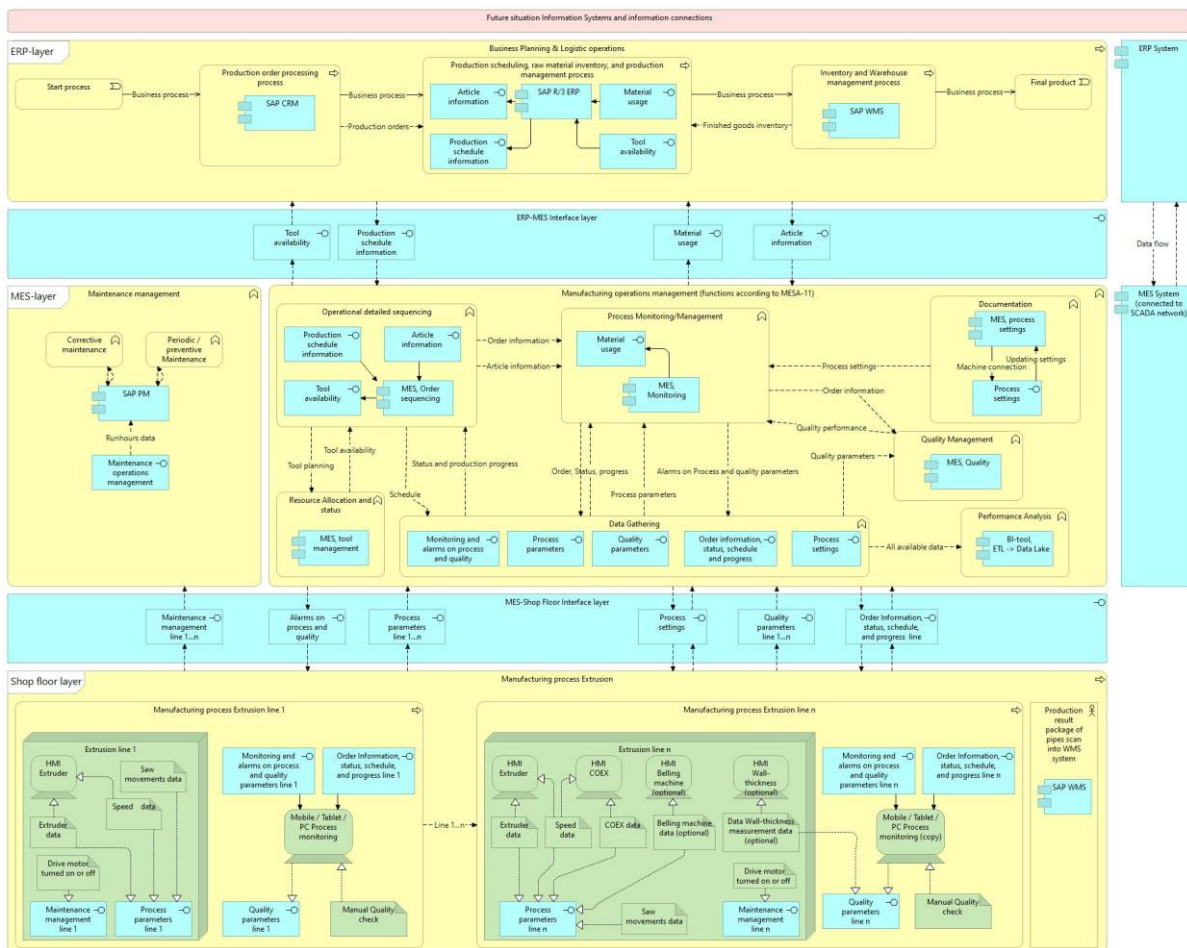 Future situation Information Systems and information connections
ERP-layer
Business Planning & Logistic operations
Start process
Business process
Production order processing
process
SAP CRM
Business process
Production orders
Production scheduling, raw material inventory, and production
management process
Article
information
SAP R/3 ERP
Material
usage
Production
schedule
information
Tool
availability
Business process
Finished goods inventory
Inventory and Warehouse
management process
SAP WMS
Business process
Final product
ERP System
ERP-MES Interface layer
Tool
availability
Production
schedule
information
Material
usage
Article
information
Data flow
MES System
(connected to
SCADA network)
MES-layer
Maintenance management
Corrective
maintenance
Periodic /
preventive
Maintenance
SAP PM
Runhours data
Maintenance
operations
management
Manufacturing operations management (functions according to MESA-11)
Operational detailed sequencing
Production
schedule
information
Article
information
Tool
availability
MES, Order
sequencing
Order information
Article information
Process Monitoring/Management
Material
usage
MES,
Monitoring
Documentation
MES, process
settings
Updating settings
Machine connection
Process
settings
Process settings
Order information
Quality performance
Quality Management
MES, Quality
Tool planning
Tool availability
Status and production progress
Schedule
Order, Status, progress
Process parameters
Alarms on Process and quality parameters
Quality parameters
Resource Allocation and
status
MES, tool
management
Data Gathering
Monitoring and
alarms on process
and quality
Process
parameters
Quality
parameters
Order information,
status, schedule
and progress
Process
settings
All available data
Performance Analysis
BI-tool,
ETL -> Data Lake
MES-Shop Floor Interface layer
Maintenance
management
line 1...n
Alarms on
process and
quality
Process
parameters
line 1...n
Process
settings
Quality
parameters
line 1...n
Order Information,
status, schedule,
and progress line
Shop floor layer
Manufacturing process Extrusion
Manufacturing process Extrusion line 1
Extrusion line 1
HMI
Extruder
Saw
movements data
Speed data
Extruder
data
Drive motor
turned on or off
Maintenance
management
line 1
Process
parameters line 1
Monitoring and
alarms on process
and quality
parameters line 1
Order Information,
status, schedule,
and progress line 1
Mobile / Tablet /
PC Process
monitoring
Quality
parameters line 1
Manual Quality
check
Line 1...n
Manufacturing process Extrusion line n
Extrusion line n
HMI
Extruder
HMI
COEX
HMI
Belling
machine
(optional)
HMI
Wall-
thickness
(optional)
Extruder
data
Speed
data
COEX data
Belling machine
data (optional)
Data Wall-thickness
measurement data
(optional)
Drive motor
turned on or off
Process
parameters
line n
Saw
movements data
Maintenance
management
line n
Monitoring and
alarms on process
and quality
parameters line n
Order Information,
status, schedule,
and progress line n
Mobile / Tablet /
PC Process
monitoring (copy)
Quality
parameters
line n
Manual Quality
check
Production
result
package of
pipes scan
into WMS
system
SAP WMS